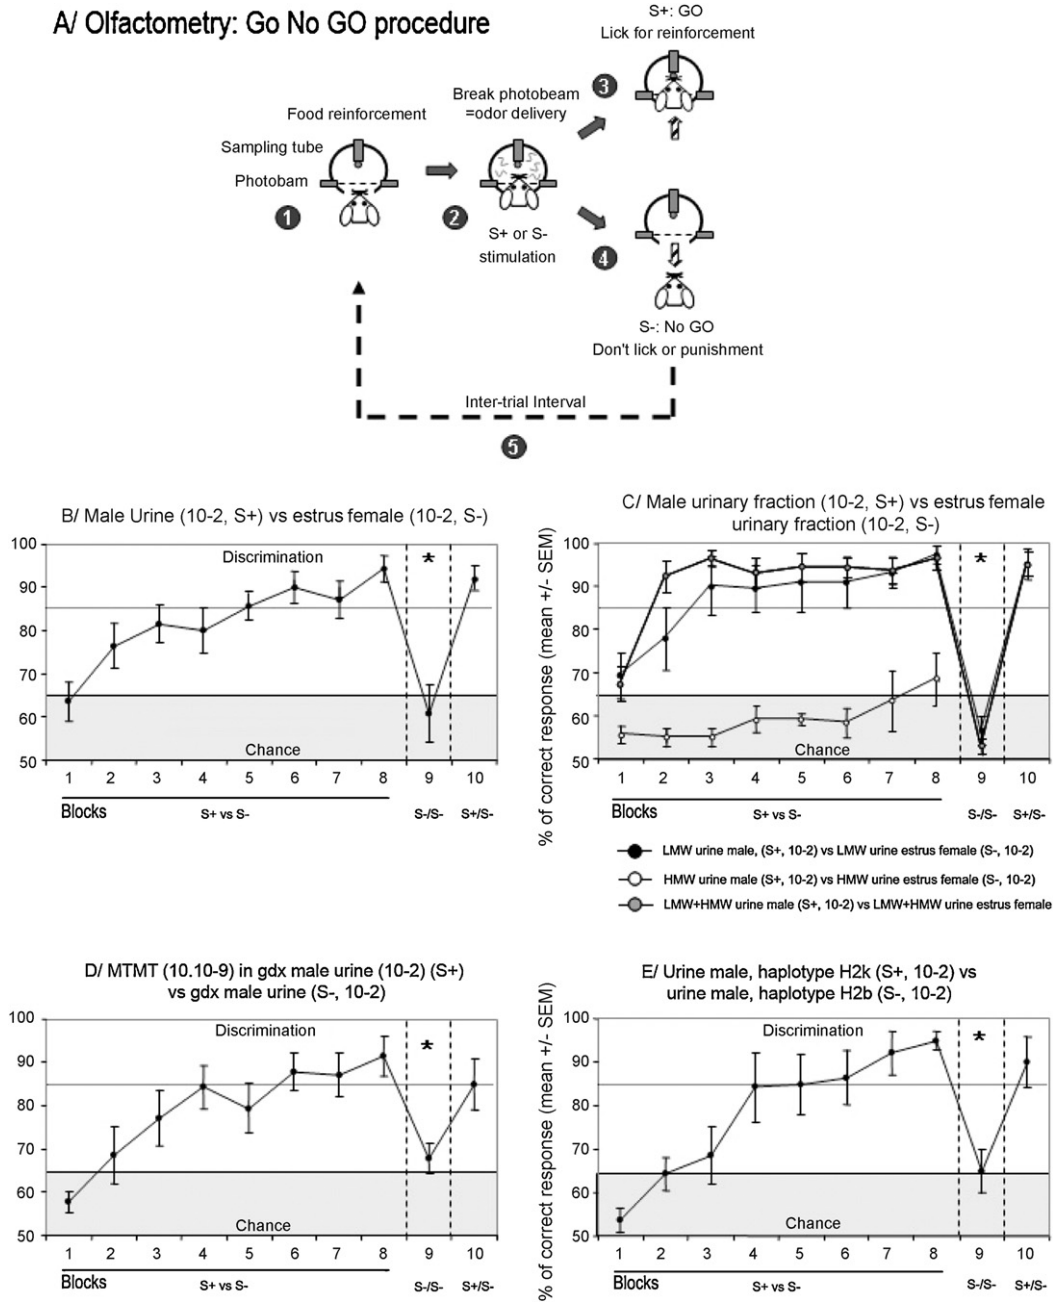 A/ Olfactometry: Go No GO procedure
S+: GO
Lick for reinforcement
3
Break photobeam
=odor delivery
Food reinforcement
Sampling tube
Photobam
1
2
S+ or S-
stimulation
4
S-: No GO
Don't lick or punishment
Inter-trial Interval
5
B/ Male Urine (10-2, S+) vs estrus female (10-2, S-)
100
90
80
70
60
50
Discrimination
*
Chance
1 2 3 4 5 6 7 8 9 10
Blocks S+ vs S- S-/S- S+/S-
C/ Male urinary fraction (10-2, S+) vs estrus female
urinary fraction (10-2, S-)
% of correct response (mean +/- SEM)
100
90
80
70
60
50
*
Chance
1 2 3 4 5 6 7 8 9 10
Blocks S+ vs S- S-/S- S+/S-
LMW urine male, (S+, 10-2) vs LMW urine estrus female (S-, 10-2)
HMW urine male (S+, 10-2) vs HMW urine estrus female (S-, 10-2)
LMW+HMW urine male (S+, 10-2) vs LMW+HMW urine estrus female
D/ MTMT (10.10-9) in gdx male urine (10-2) (S+)
vs gdx male urine (S-, 10-2)
100
90
80
70
60
50
Discrimination
*
Chance
1 2 3 4 5 6 7 8 9 10
Blocks S+ vs S- S-/S- S+/S-
E/ Urine male, haplotype H2k (S+, 10-2) vs
urine male, haplotype H2b (S-, 10-2)
% of correct response (mean +/- SEM)
100
90
80
70
60
50
Discrimination
*
Chance
1 2 3 4 5 6 7 8 9 10
Blocks S+ vs S- S-/S- S+/S-